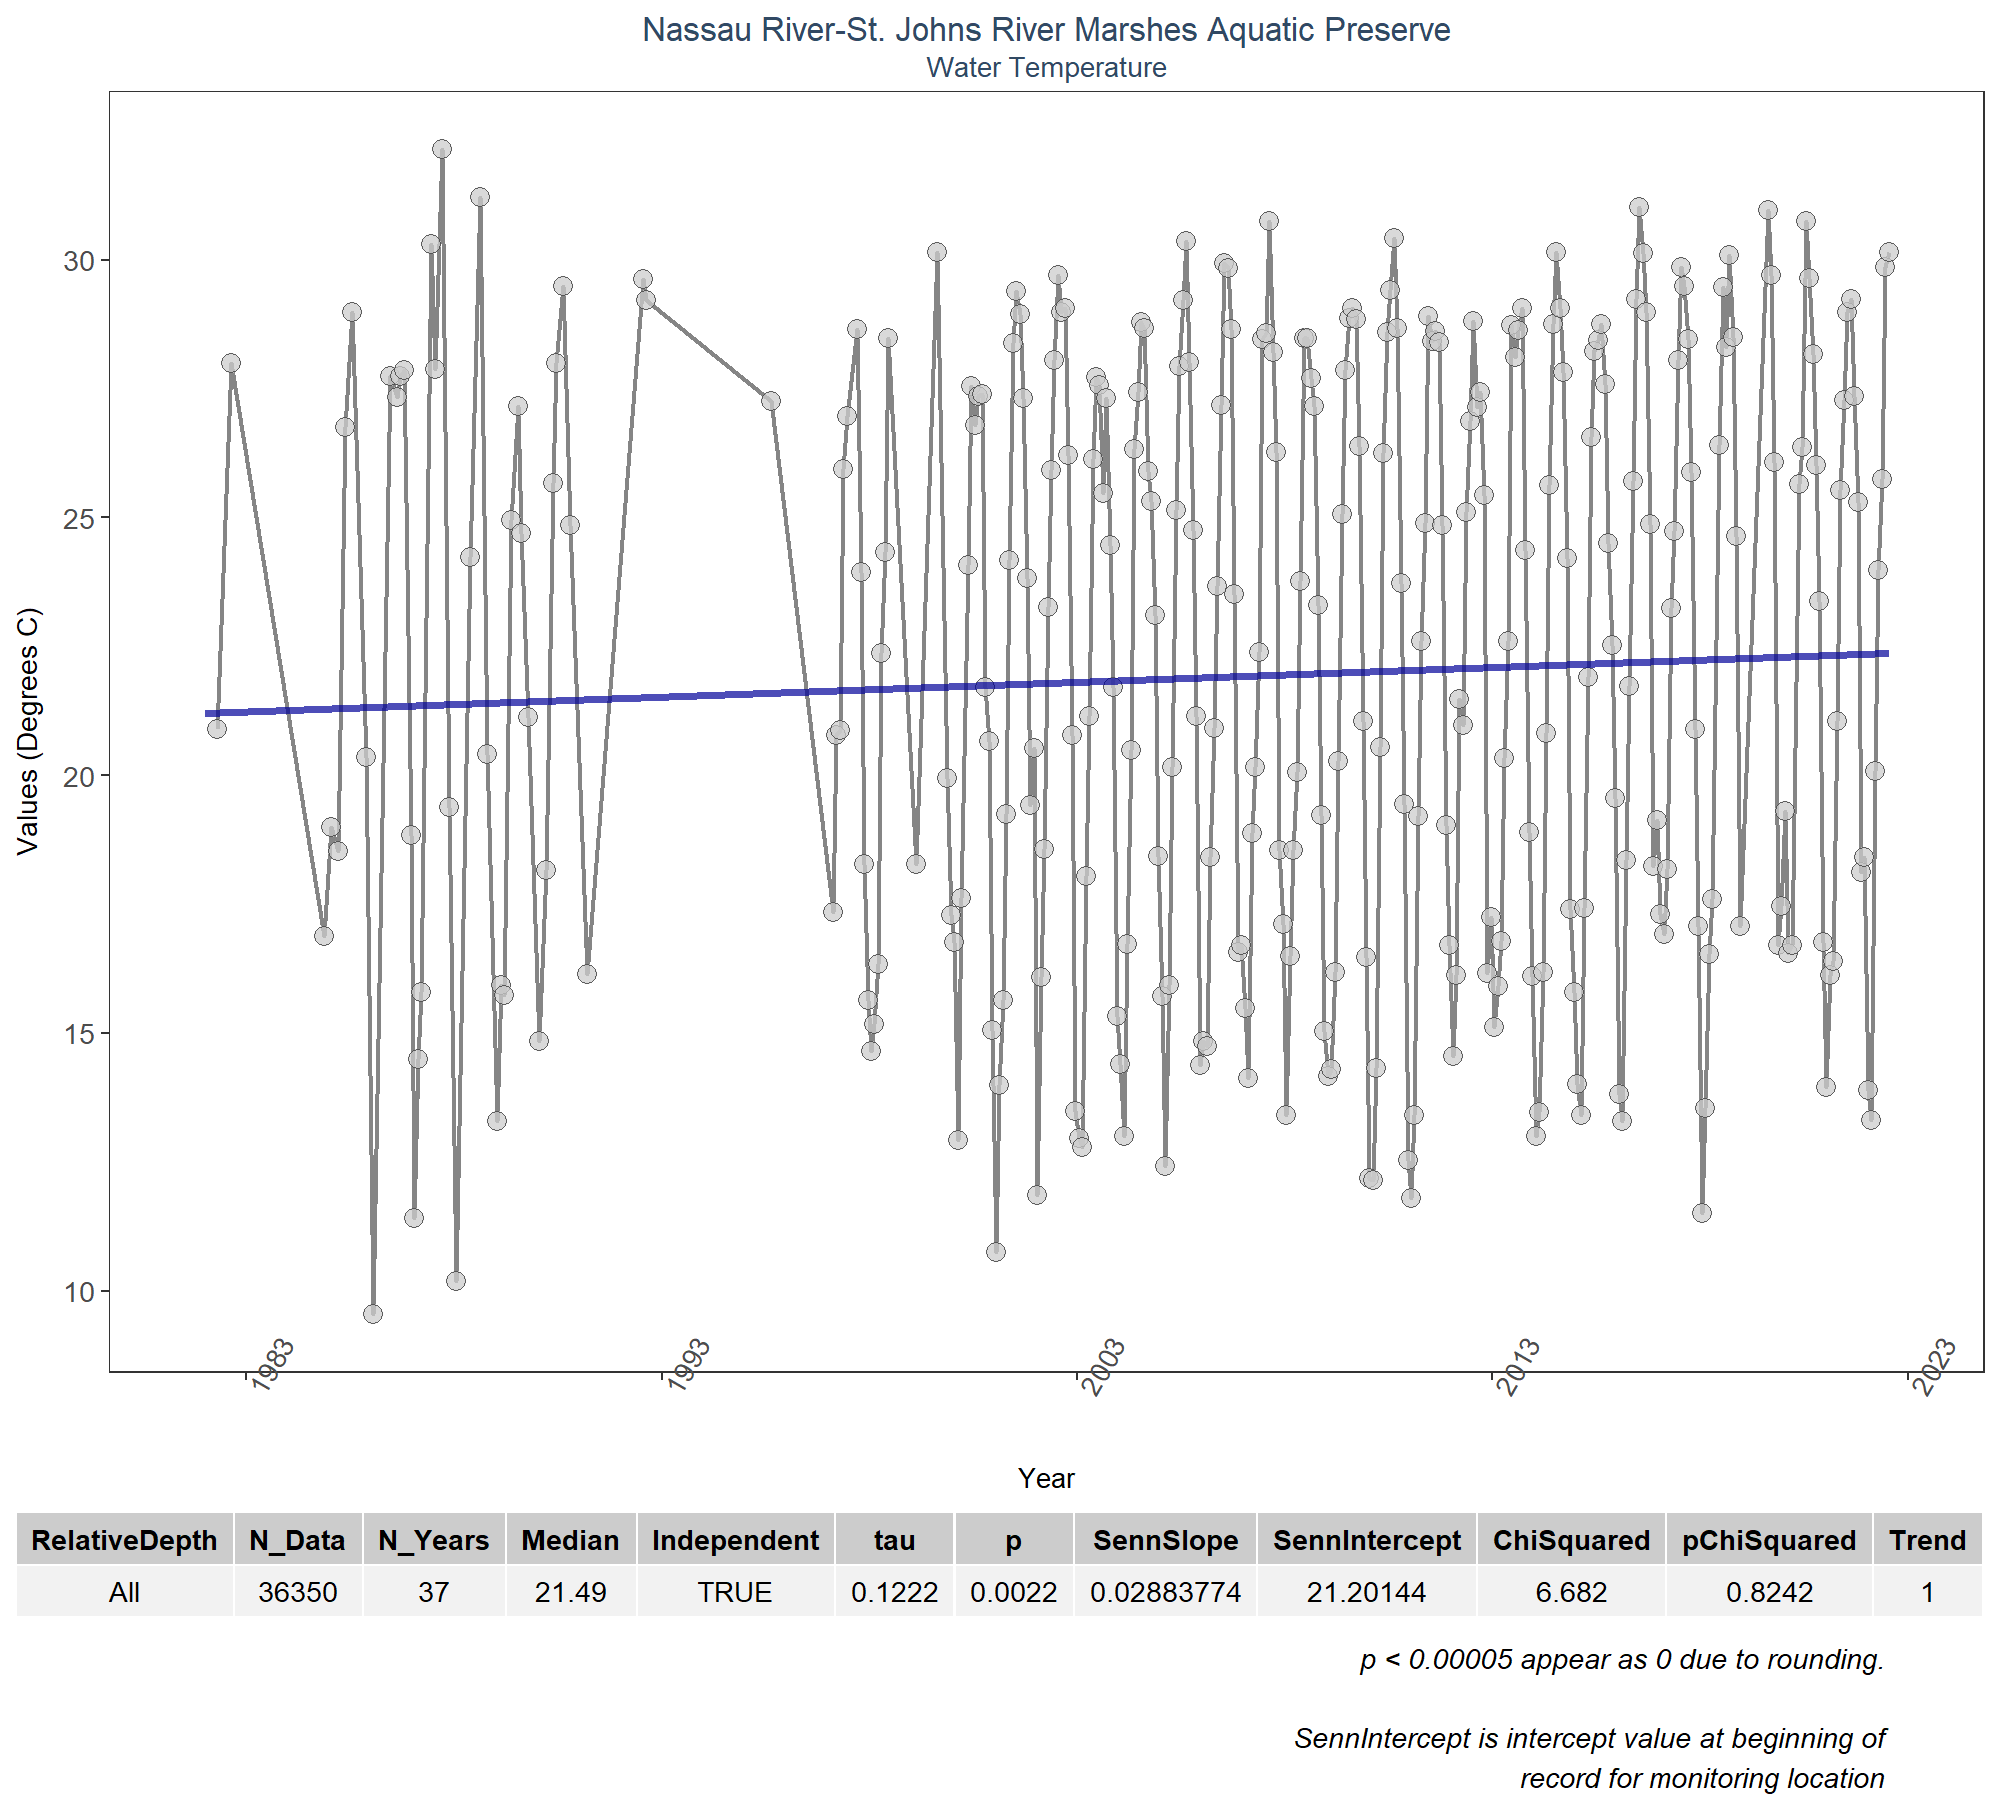 Nassau River-St. Johns River Marshes Aquatic Preserve
Water Temperature
Values (Degrees C)
30
25
20
15
10
1983 1993 2003 2013 2023
Year
RelativeDepth N_Data N_Years Median Independent tau p SennSlope SennIntercept ChiSquared pChiSquared Trend
All 36350 37 21.49 TRUE 0.1222 0.0022 0.02883774 21.20144 6.682 0.8242 1
p < 0.00005 appear as 0 due to rounding.
SennIntercept is intercept value at beginning of
record for monitoring location